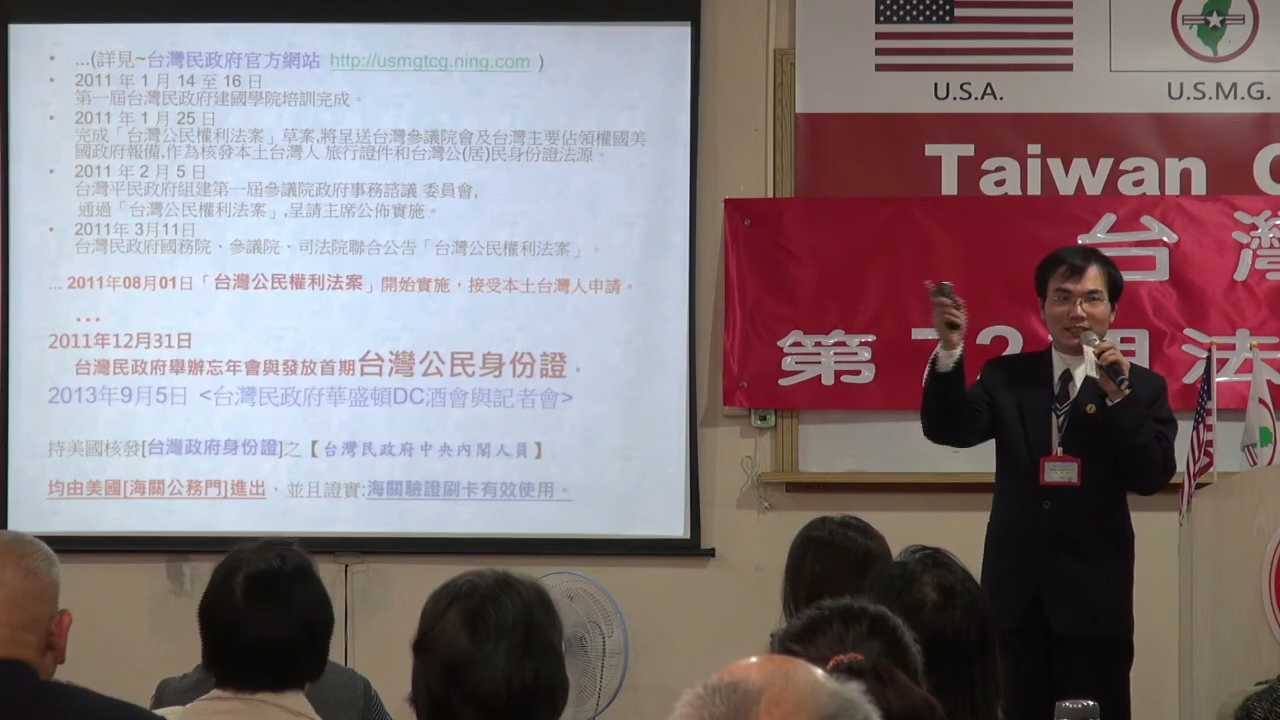 • ...(詳見~台灣民政府官方網站 http://usmgtcg.ning.com )
• 2011 年 1 月 14 至 16 日
第一屆台灣民政府建國學院培訓完成。
• 2011 年 1 月 25 日
完成「台灣公民權利法案」草案,將呈送台灣參議院會及台灣主要佔領權國美
國政府報備,作為核發本土台灣人 旅行證件和台灣公(居)民身份證法源。
• 2011 年 2 月 5 日
台灣平民政府組建第一屆參議院政府事務諮議 委員會,
通過「台灣公民權利法案」,呈請主席公佈實施。
• 2011年 3月11日
台灣民政府國務院、參議院、司法院聯合公告「台灣公民權利法案」。
... 2011年08月01日「台灣公民權利法案」開始實施，接受本土台灣人申請。
...
2011年12月31日
台灣民政府舉辦忘年會與發放首期台灣公民身份證。
2013年9月5日 <台灣民政府華盛頓DC酒會與記者會>
持美國核發[台灣政府身份證]之【台灣民政府中央內閣人員】
均由美國[海關公務門]進出、並且證實:海關驗證刷卡有效使用。
U.S.A.
U.S.M.G.
Taiwan C
台灣
第 72 法